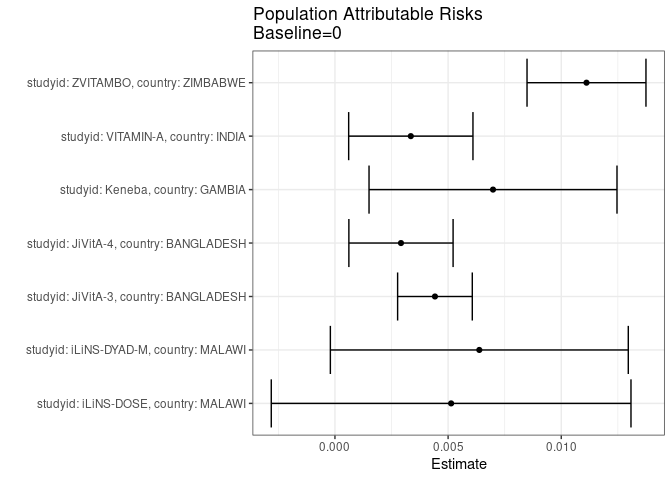 Population Attributable Risks
Baseline=0
studyid: ZVITAMBO, country: ZIMBABWE
studyid: VITAMIN-A, country: INDIA
studyid: Keneba, country: GAMBIA
studyid: JiVitA-4, country: BANGLADESH
studyid: JiVitA-3, country: BANGLADESH
studyid: iLiNS-DYAD-M, country: MALAWI
studyid: iLiNS-DOSE, country: MALAWI
0.000 0.005 0.010
Estimate